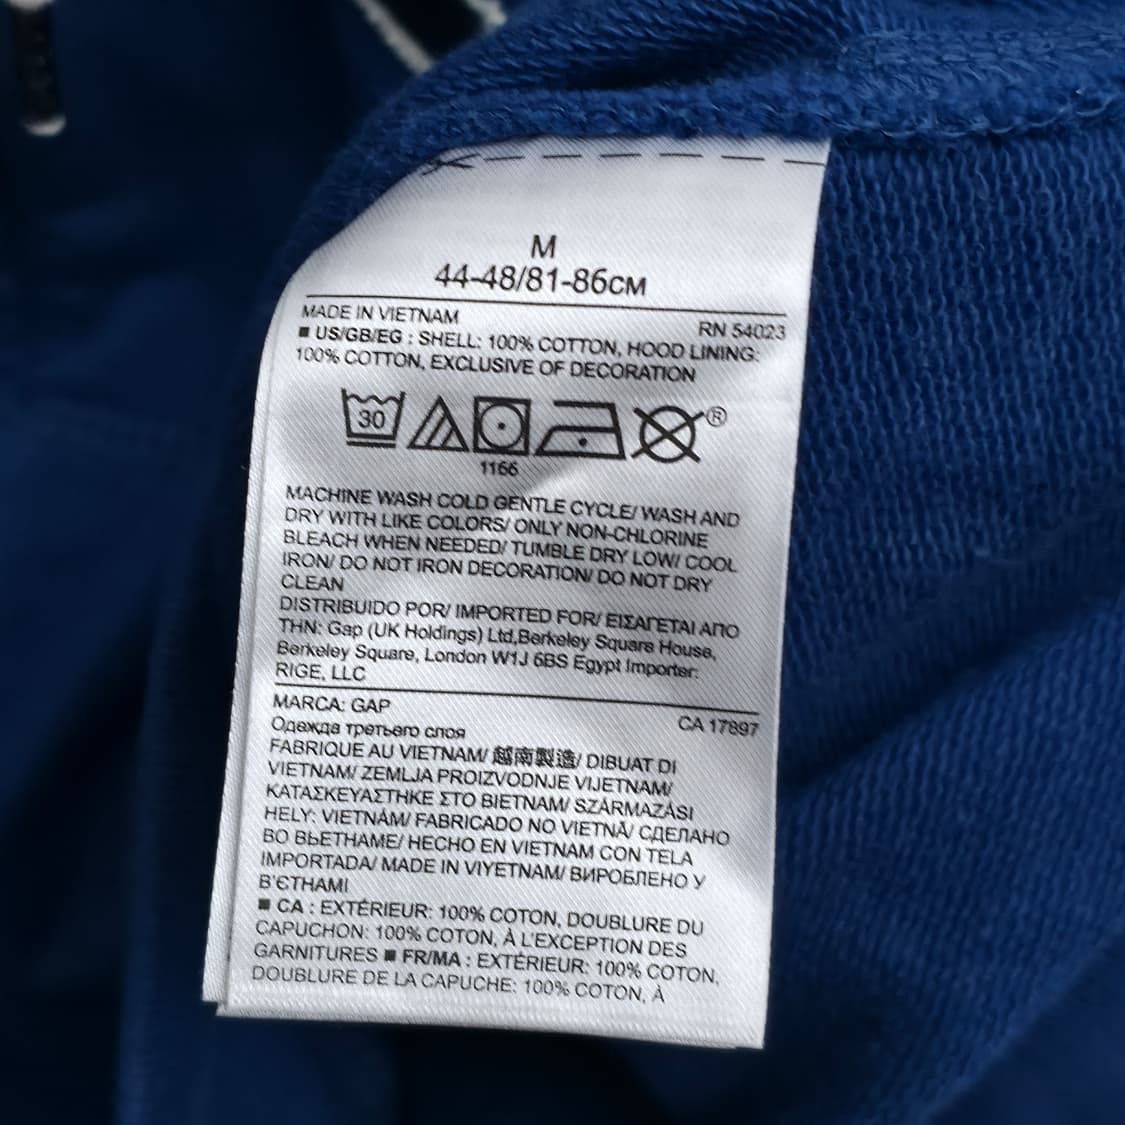 M
44-48/81-86см
MADE IN VIETNAM
RN 54023
■ US/GB/EG : SHELL: 100% COTTON, HOOD LINING:
100% COTTON, EXCLUSIVE OF DECORATION
30
®
1166
MACHINE WASH COLD GENTLE CYCLE/ WASH AND
DRY WITH LIKE COLORS/ ONLY NON-CHLORINE
BLEACH WHEN NEEDED/ TUMBLE DRY LOW/ COOL
IRON/ DO NOT IRON DECORATION/ DO NOT DRY
CLEAN
DISTRIBUIDO POR/ IMPORTED FOR/ ΕΙΣΑΓΕΤΑΙ ΑΠΟ
THN: Gap (UK Holdings) Ltd,Berkeley Square House,
Berkeley Square, London W1J 6BS Egypt Importer:
RIGE, LLC
MARCA: GAP
CA 17897
Одежда третьего слоя
FABRIQUE AU VIETNAM/ 越南製造/ DIBUAT DI
VIETNAM/ ZEMLJA PROIZVODNJE VIJETNAM/
ΚΑΤΑΣΚΕΥΑΣΤΗΚΕ ΣΤΟ ΒΙΕΤΝΑΜ/ SZÁRMAZÁSI
HELY: VIETNÁM/ FABRICADO NO VIETNÃ/ СДЕЛАНО
ВО ВЬЕТНАМЕ/ HECHO EN VIETNAM CON TELA
IMPORTADA/ MADE IN VIYETNAM/ ВИРОБЛЕНО У
В'ЄТНАМІ
■ CA : EXTÉRIEUR: 100% COTON, DOUBLURE DU
CAPUCHON: 100% COTON, À L'EXCEPTION DES
GARNITURES ■ FR/MA : EXTÉRIEUR: 100% COTON,
DOUBLURE DE LA CAPUCHE: 100% COTON, À